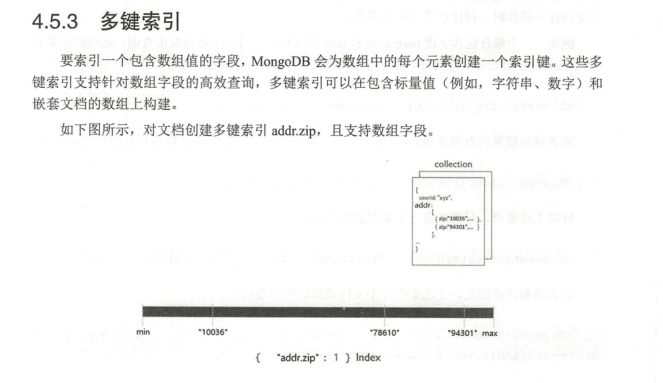 4.5.3 多键索引
要索引一个包含数组值的字段，MongoDB 会为数组中的每个元素创建一个索引键。这些多
键索引支持针对数组字段的高效查询，多键索引可以在包含标量值（例如，字符串、数字）和
嵌套文档的数组上构建。
如下图所示，对文档创建多键索引 addr.zip，且支持数组字段。
collection
{
userid:"xyz",
addr:
[
{ zip:"10036",... },
{ zip:"94301",... }
],
...
}
min "10036" "78610" "94301" max
{ "addr.zip" : 1 } Index